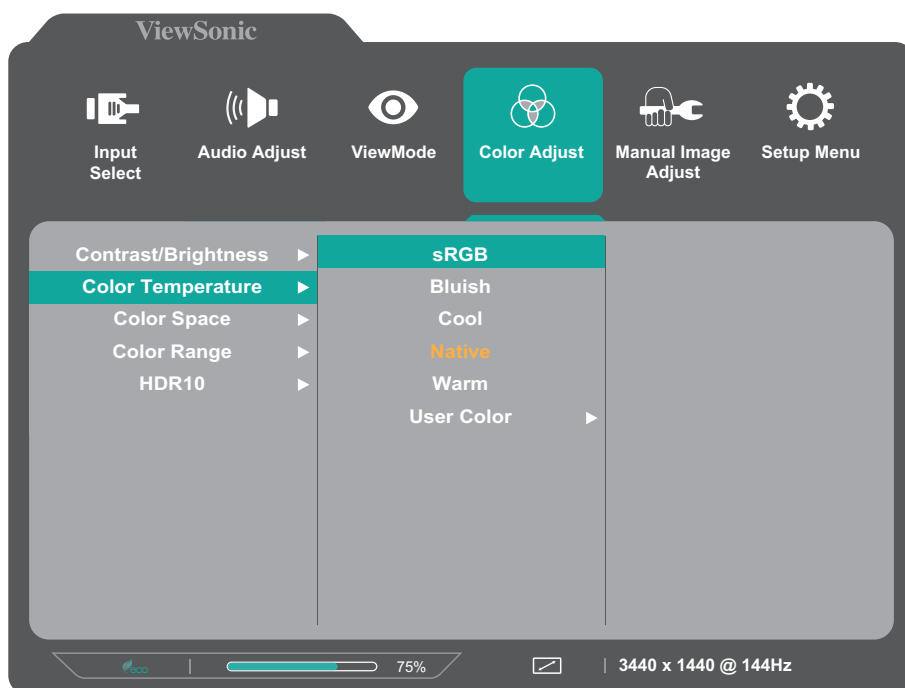 ViewSonic
Input
Select
Audio Adjust
ViewMode
Color Adjust
Manual Image
Adjust
Setup Menu
Contrast/Brightness
Color Temperature
Color Space
Color Range
HDR10
sRGB
Bluish
Cool
Native
Warm
User Color
eco
75%
3440 x 1440 @ 144Hz